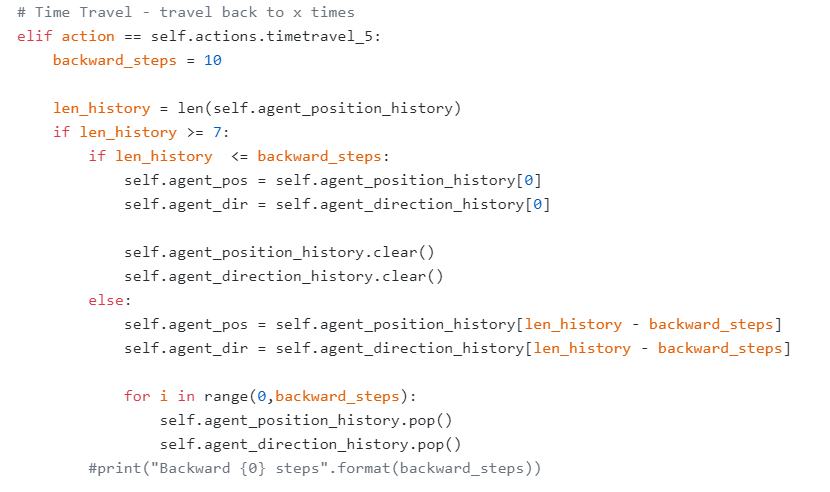 # Time Travel - travel back to x times
elif action == self.actions.timetravel_5:
    backward_steps = 10

    len_history = len(self.agent_position_history)
    if len_history >= 7:
        if len_history  <= backward_steps:
            self.agent_pos = self.agent_position_history[0]
            self.agent_dir = self.agent_direction_history[0]

            self.agent_position_history.clear()
            self.agent_direction_history.clear()
        else:
            self.agent_pos = self.agent_position_history[len_history - backward_steps]
            self.agent_dir = self.agent_direction_history[len_history - backward_steps]

            for i in range(0,backward_steps):
                self.agent_position_history.pop()
                self.agent_direction_history.pop()
        #print("Backward {0} steps".format(backward_steps))